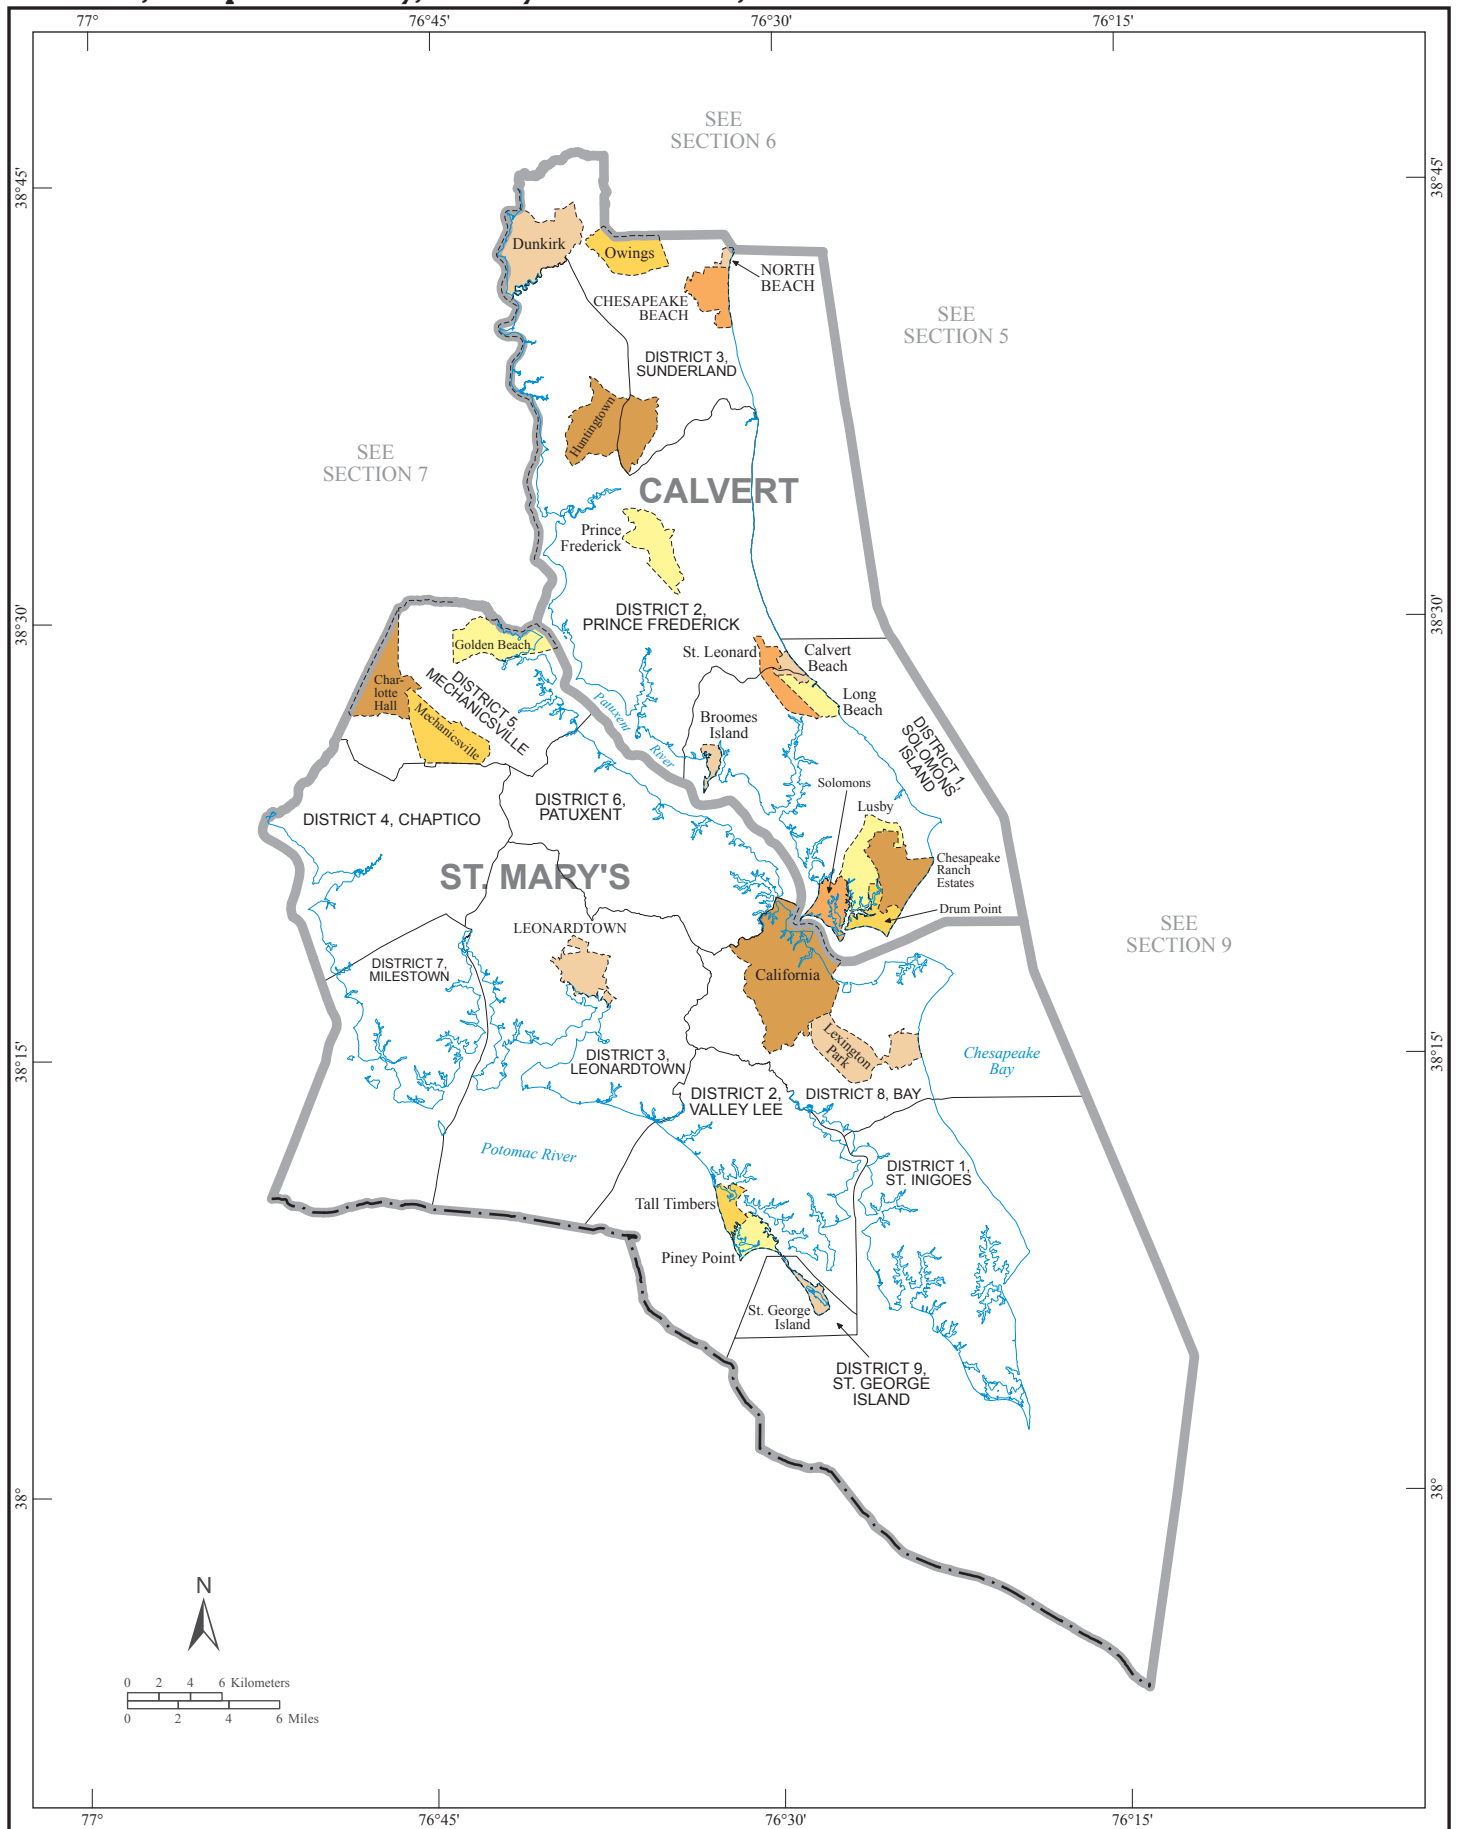 77°
76°45'
76°30'
76°15'
SEE
SECTION 6
38°45'
38°45'
Dunkirk
Owings
NORTH
BEACH
CHESAPEAKE
BEACH
SEE
SECTION 5
DISTRICT 3,
SUNDERLAND
Huntingtown
SEE
SECTION 7
CALVERT
Prince
Frederick
DISTRICT 2,
PRINCE FREDERICK
38°30'
38°30'
Golden Beach
St. Leonard
Calvert
Beach
Char-
lotte
Hall
DISTRICT 5,
MECHANICSVILLE
Mechanicsville
Long
Beach
Patuxent
River
Broomes
Island
DISTRICT 1,
SOLOMONS
ISLAND
Solomons
Lusby
DISTRICT 6,
PATUXENT
DISTRICT 4, CHAPTICO
ST. MARY'S
Chesapeake
Ranch
Estates
Drum Point
LEONARDTOWN
SEE
SECTION 9
DISTRICT 7,
MILESTOWN
California
Lexington
Park
38°15'
38°15'
DISTRICT 3,
LEONARDTOWN
Chesapeake
Bay
DISTRICT 2,
VALLEY LEE
DISTRICT 8, BAY
Potomac River
DISTRICT 1,
ST. INIGOES
Tall Timbers
Piney Point
St. George
Island
DISTRICT 9,
ST. GEORGE
ISLAND
38°
38°
N
0 2 4 6 Kilometers
0 2 4 6 Miles
77°
76°45'
76°30'
76°15'